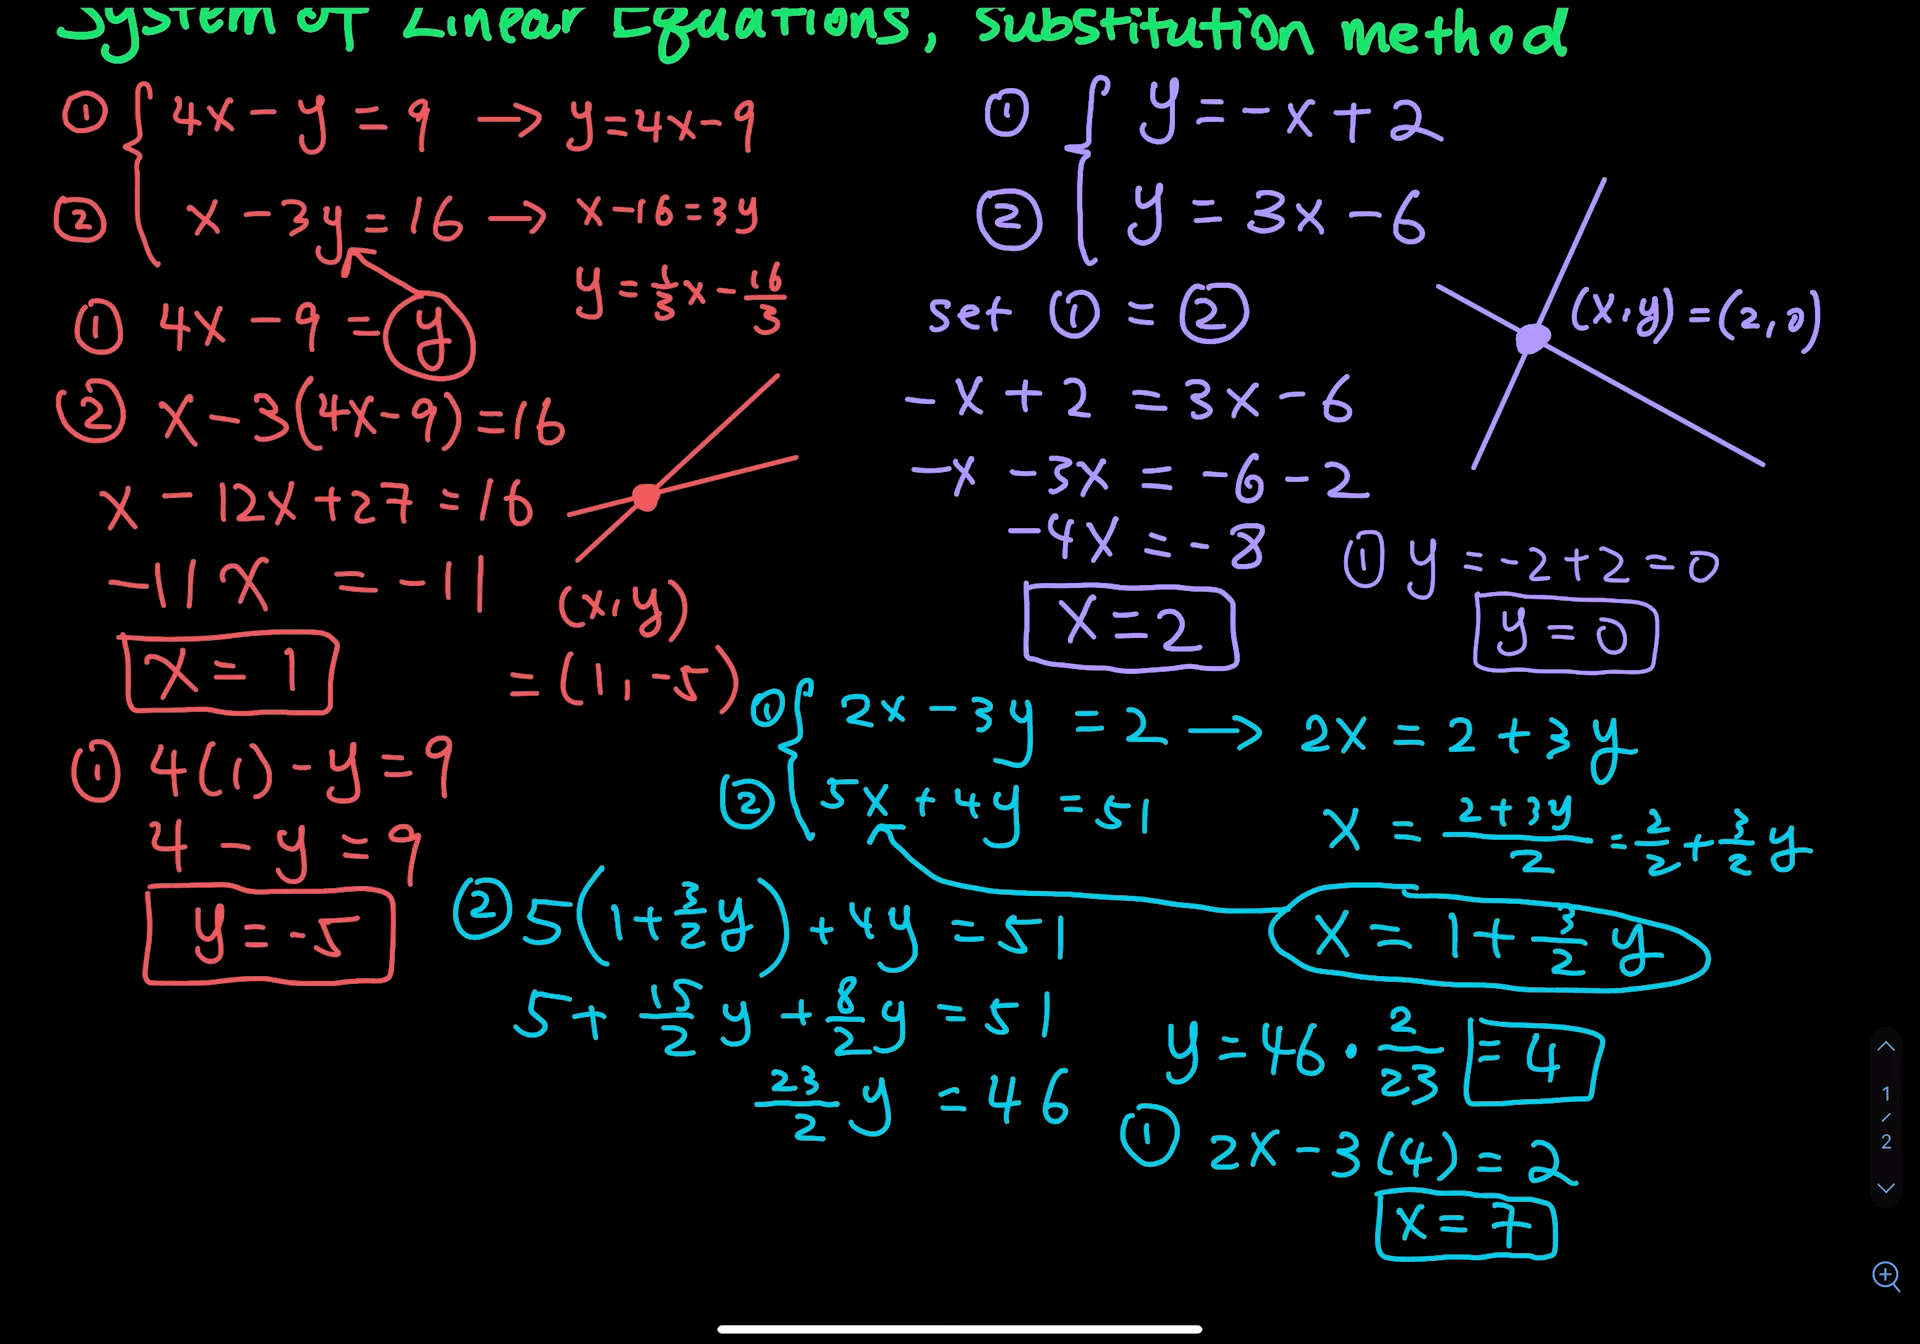 System of Linear Equations, substitution method
① 4x - y = 9 → y = 4x - 9
② x - 3y = 16 → x - 16 = 3y
y = 1/3 x - 16/3
① 4x - 9 = y
② x - 3(4x - 9) = 16
x - 12x + 27 = 16
-11x = -11
x = 1
(x, y)
= (1, -5)
① 4(1) - y = 9
4 - y = 9
y = -5
① y = -x + 2
② y = 3x - 6
set ① = ②
(x, y) = (2, 0)
-x + 2 = 3x - 6
-x - 3x = -6 - 2
-4x = -8
x = 2
① y = -2 + 2 = 0
y = 0
① 2x - 3y = 2 → 2x = 2 + 3y
② 5x + 4y = 51
x = (2 + 3y)/2 = 2/2 + 3/2 y
x = 1 + 3/2 y
② 5(1 + 3/2 y) + 4y = 51
5 + 15/2 y + 8/2 y = 51
23/2 y = 46
y = 46 · 2/23 = 4
① 2x - 3(4) = 2
x = 7
1
/
2